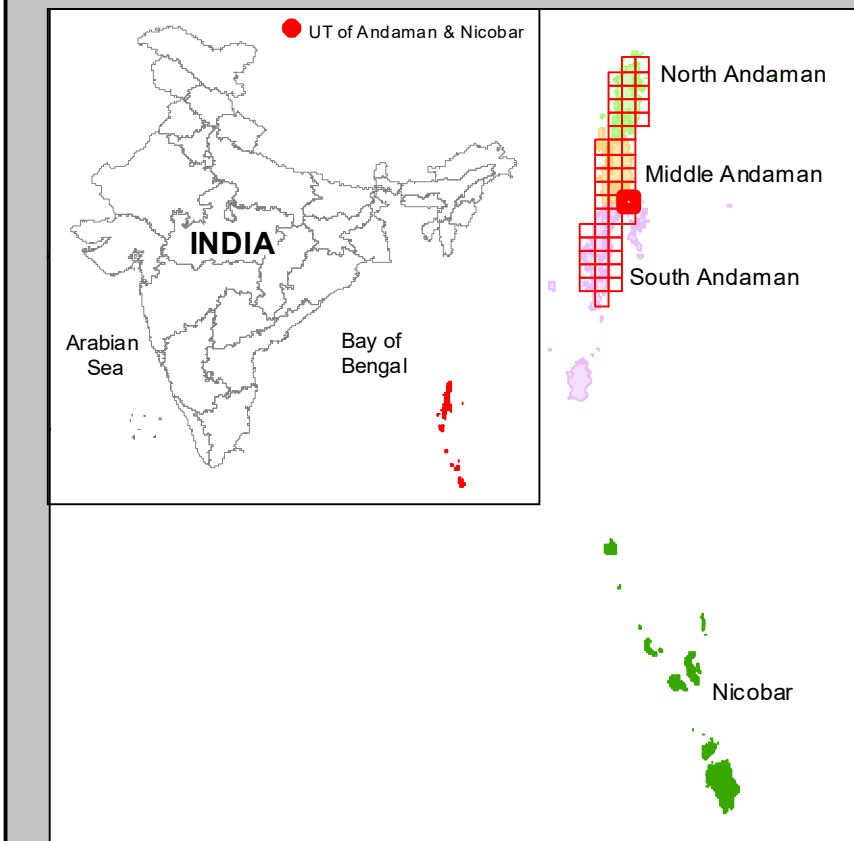 UT of Andaman & Nicobar
North Andaman
Middle Andaman
INDIA
South Andaman
Arabian
Sea
Bay of
Bengal
Nicobar